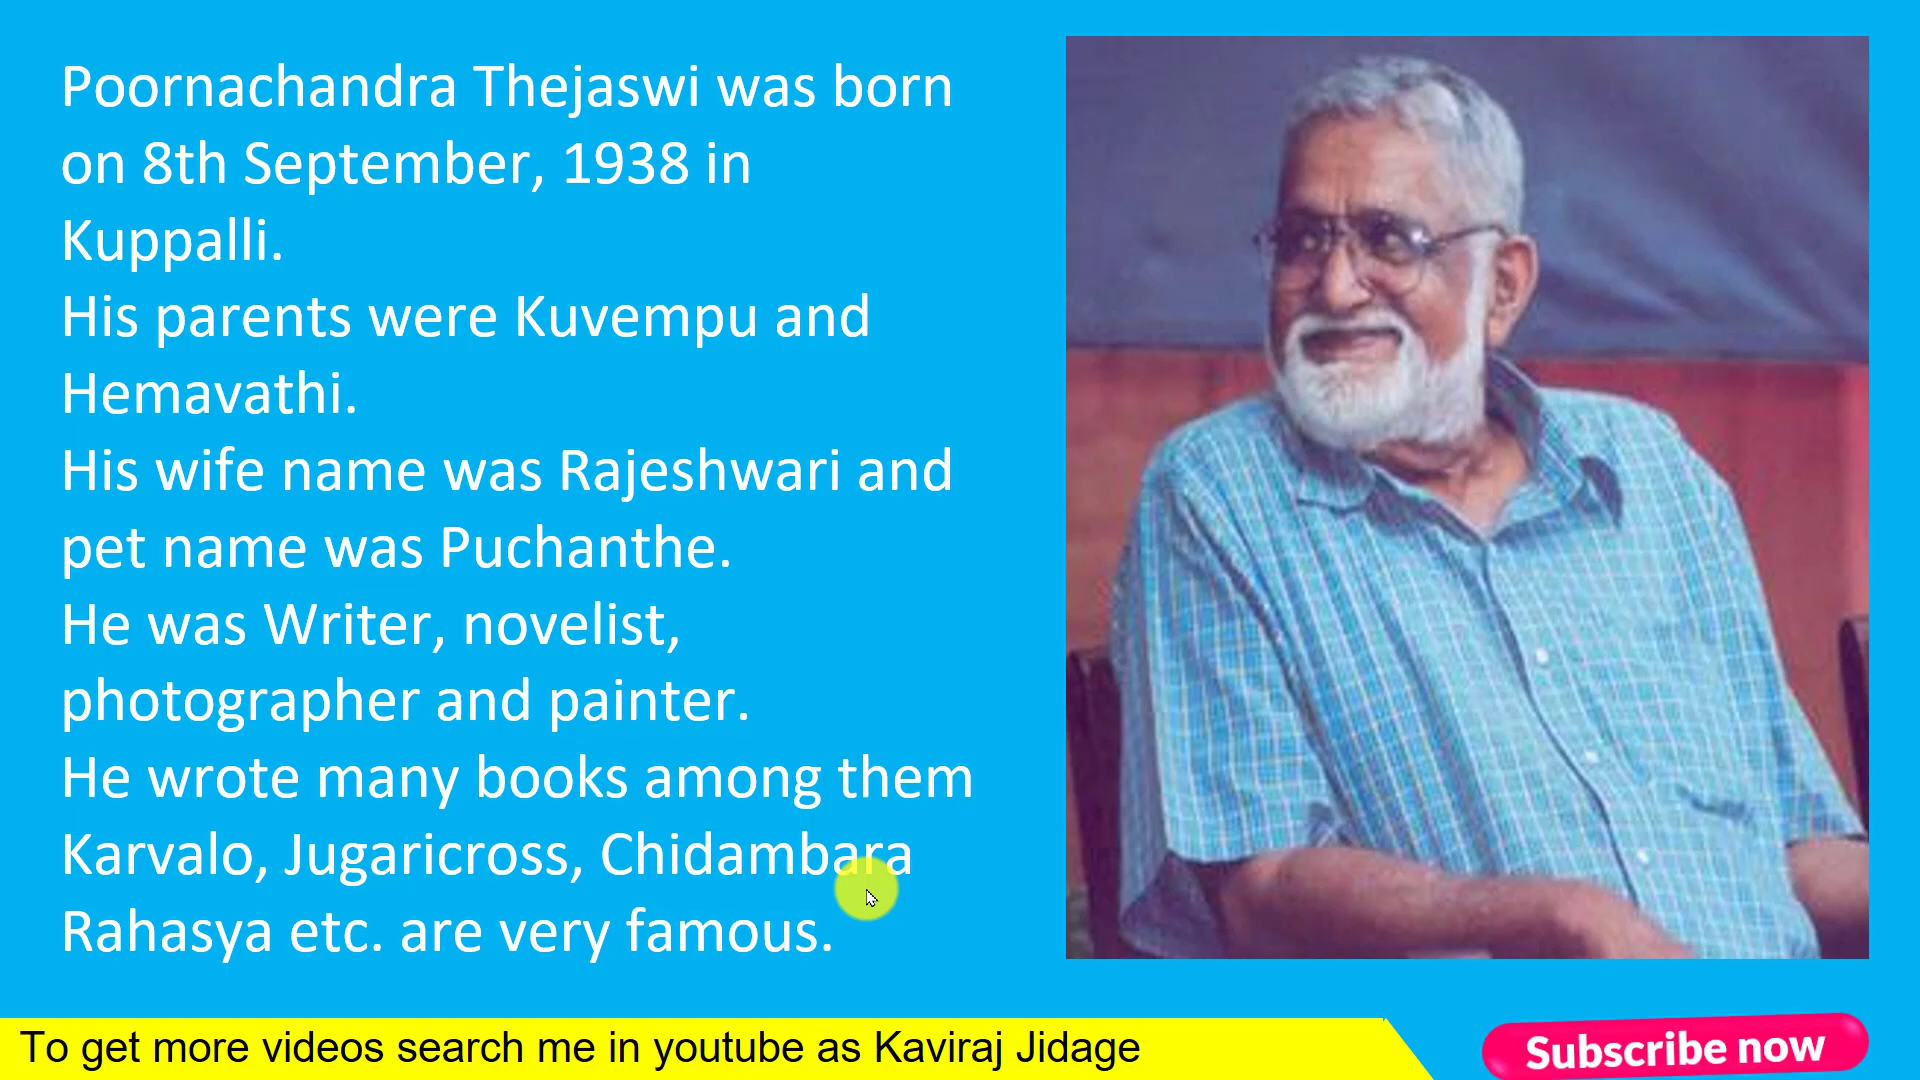 Poornachandra Thejaswi was born
on 8th September, 1938 in
Kuppalli.
His parents were Kuvempu and
Hemavathi.
His wife name was Rajeshwari and
pet name was Puchanthe.
He was Writer, novelist,
photographer and painter.
He wrote many books among them
Karvalo, Jugaricross, Chidambara
Rahasya etc. are very famous.
To get more videos search me in youtube as Kaviraj Jidage
Subscribe now